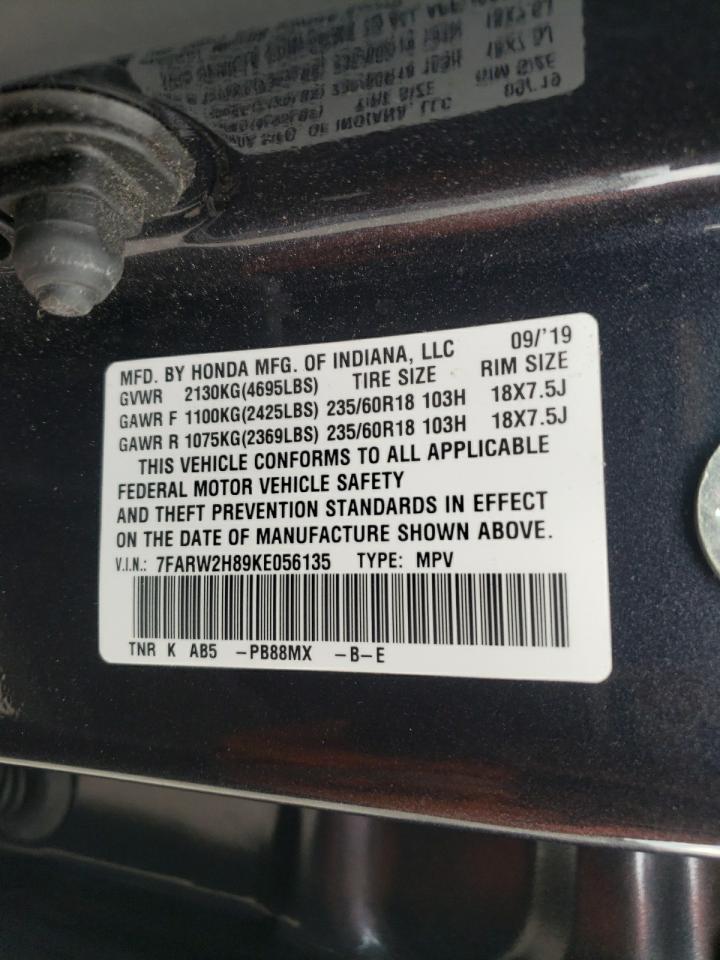 MFD. BY HONDA MFG. OF INDIANA, LLC 09/'19
GVWR 2130KG(4695LBS) TIRE SIZE RIM SIZE
GAWR F 1100KG(2425LBS) 235/60R18 103H 18X7.5J
GAWR R 1075KG(2369LBS) 235/60R18 103H 18X7.5J
THIS VEHICLE CONFORMS TO ALL APPLICABLE
FEDERAL MOTOR VEHICLE SAFETY
AND THEFT PREVENTION STANDARDS IN EFFECT
ON THE DATE OF MANUFACTURE SHOWN ABOVE.
V.I.N.: 7FARW2H89KE056135 TYPE: MPV
TNR K AB5 -PB88MX -B-E